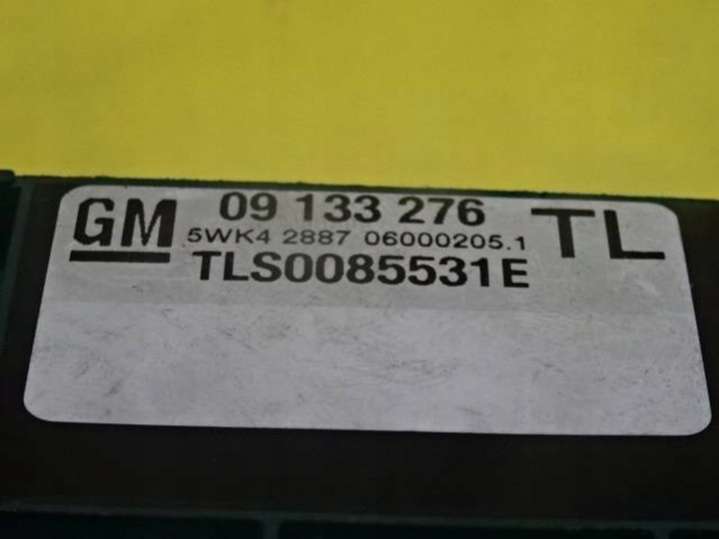 GM 09 133 276 TL
5WK4 2887 06000205.1
TLS0085531E